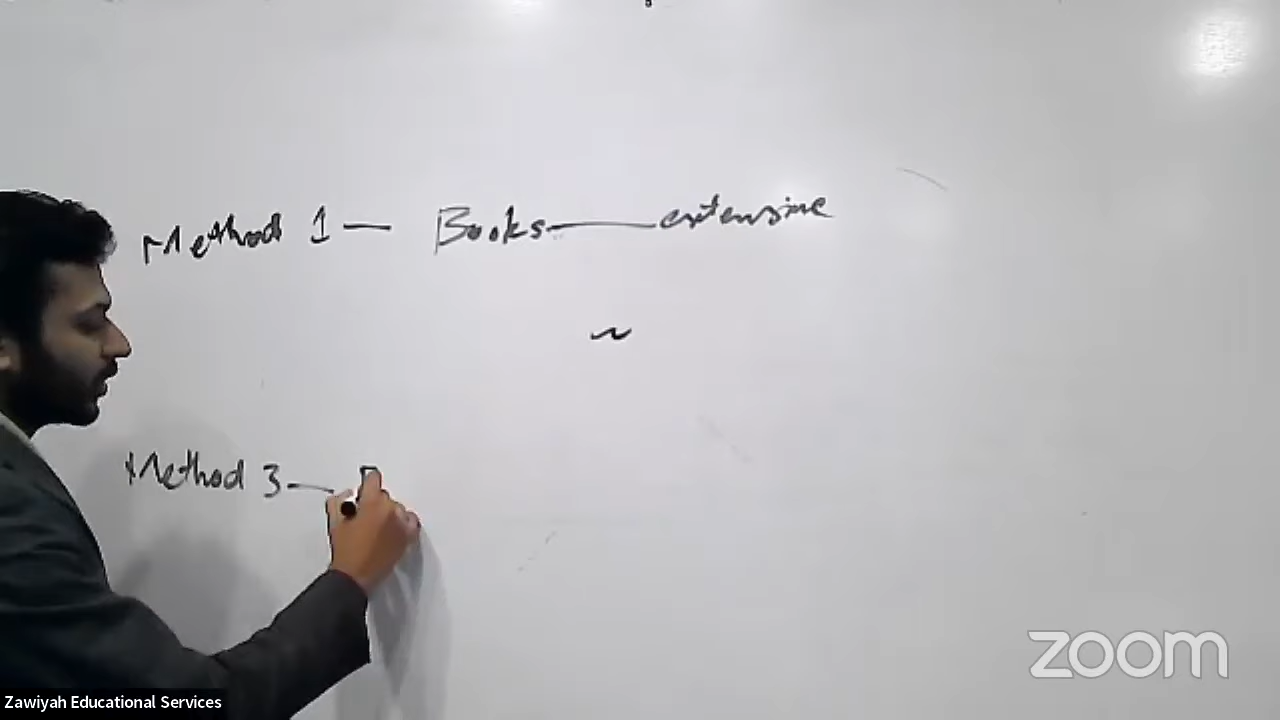 Method 1 — Books — extensive
~
Method 3 —
zoom
Zawiyah Educational Services